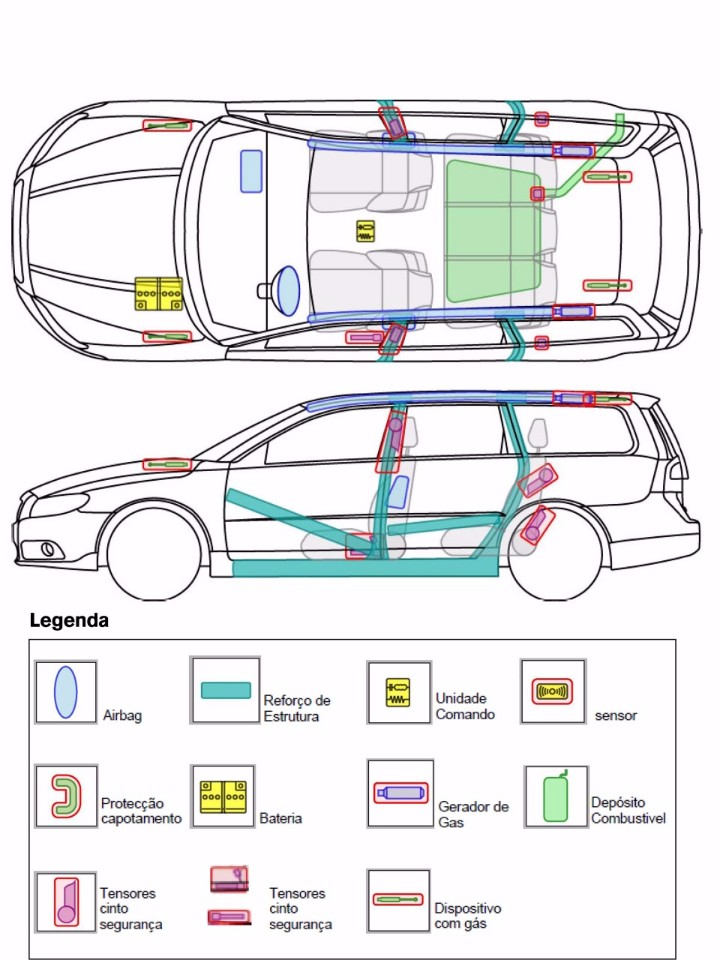 Legenda
Airbag
Reforço de
Estrutura
Unidade
Comando
sensor
Protecção
capotamento
Bateria
Gerador de
Gas
Depósito
Combustivel
Tensores
cinto
segurança
Tensores
cinto
segurança
Dispositivo
com gás